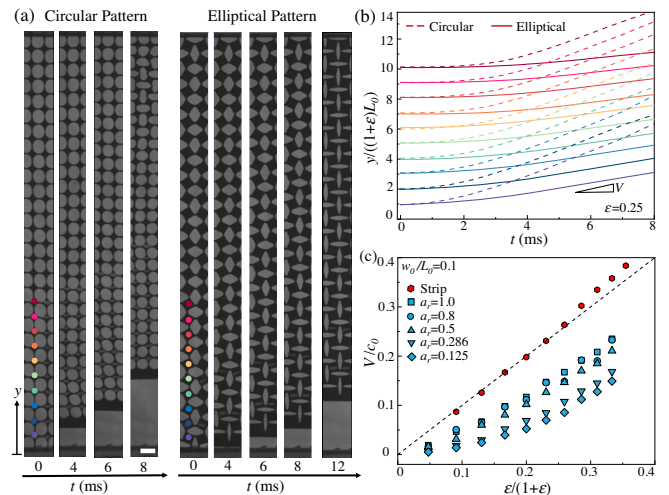 (a) Circular Pattern Elliptical Pattern
y
0 4 6 8 0 4 6 8 12
t (ms) t (ms)
(b)
Circular Elliptical
y/((1+ε)L₀)
14
12
10
8
6
4
2
0
V
ε=0.25
0 2 4 6 8
t (ms)
(c)
w₀/L₀=0.1
Strip
aᵣ=1.0
aᵣ=0.8
aᵣ=0.5
aᵣ=0.286
aᵣ=0.125
V/c₀
0.4
0.3
0.2
0.1
0
0 0.1 0.2 0.3 0.4
ε/(1+ε)